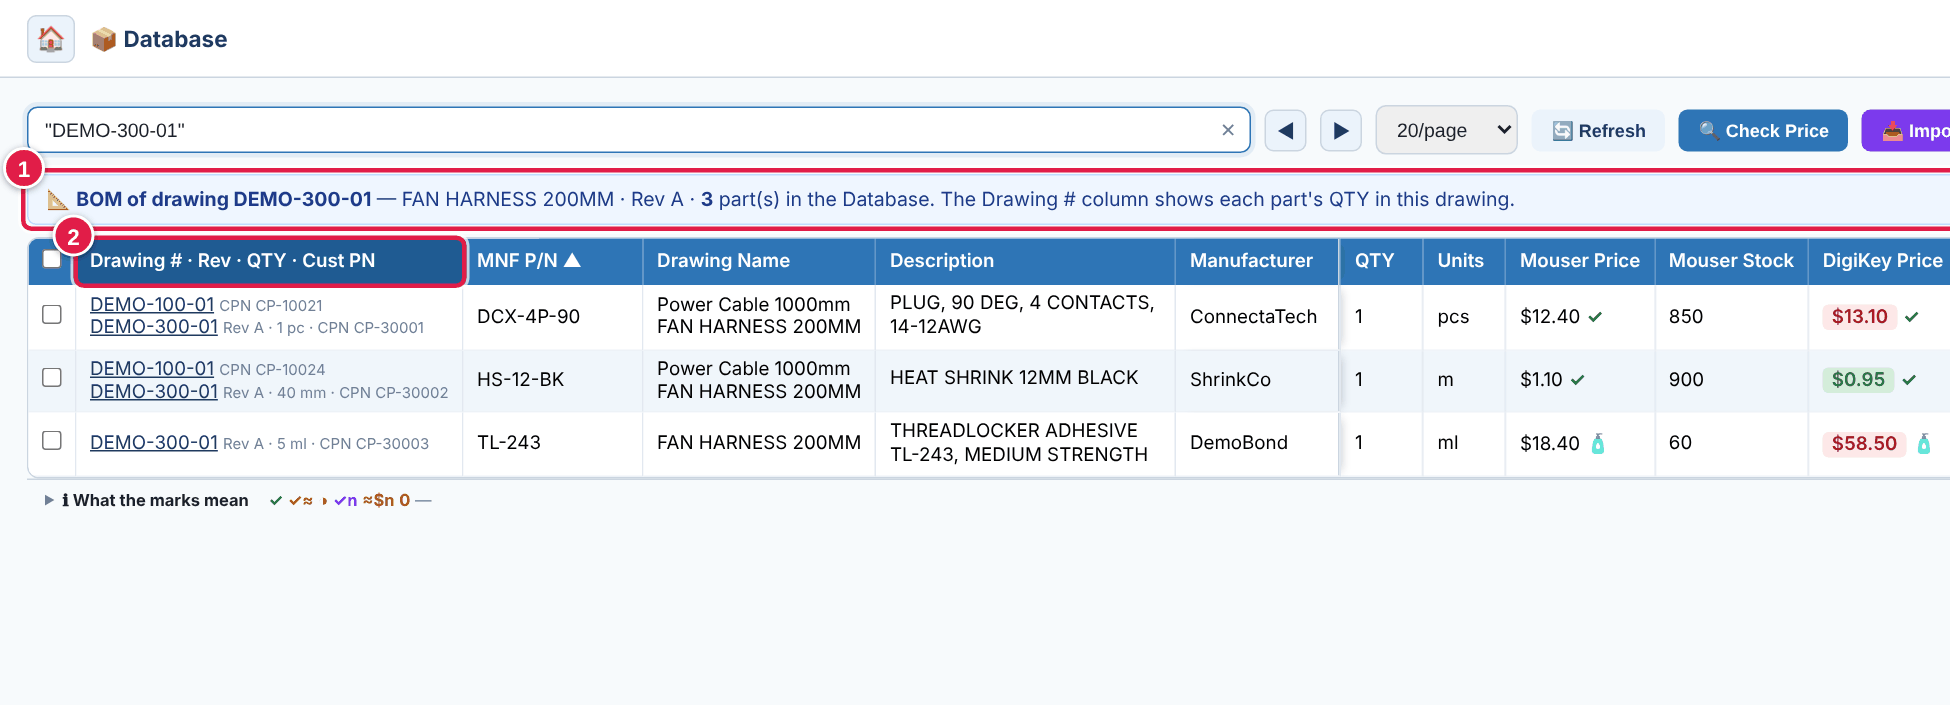 Database
"DEMO-300-01" ✕ ◀ ▶ 20/page Refresh Check Price Impo
1
BOM of drawing DEMO-300-01 — FAN HARNESS 200MM · Rev A · 3 part(s) in the Database. The Drawing # column shows each part's QTY in this drawing.
2
Drawing # · Rev · QTY · Cust PN MNF P/N ▲ Drawing Name Description Manufacturer QTY Units Mouser Price Mouser Stock DigiKey Price
DEMO-100-01 CPN CP-10021
DEMO-300-01 Rev A · 1 pc · CPN CP-30001
DCX-4P-90
Power Cable 1000mm
FAN HARNESS 200MM
PLUG, 90 DEG, 4 CONTACTS,
14-12AWG
ConnectaTech 1 pcs $12.40 ✓ 850 $13.10 ✓
DEMO-100-01 CPN CP-10024
DEMO-300-01 Rev A · 40 mm · CPN CP-30002
HS-12-BK
Power Cable 1000mm
FAN HARNESS 200MM
HEAT SHRINK 12MM BLACK ShrinkCo 1 m $1.10 ✓ 900 $0.95 ✓
DEMO-300-01 Rev A · 5 ml · CPN CP-30003 TL-243 FAN HARNESS 200MM
THREADLOCKER ADHESIVE
TL-243, MEDIUM STRENGTH
DemoBond 1 ml $18.40 60 $58.50
▶ ℹ What the marks mean ✓ ✓≈ ◗ ✓n ≈$n 0 —